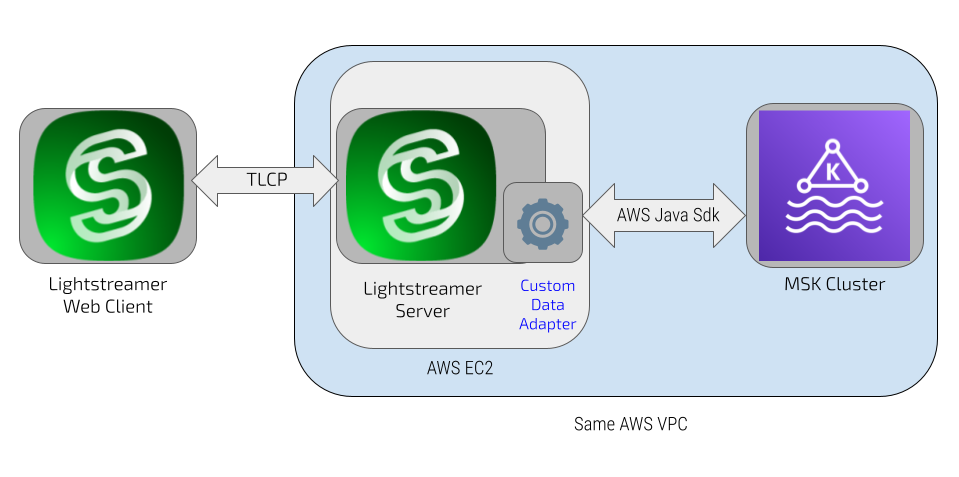 TLCP
AWS Java Sdk
K
Lightstreamer
Web Client
Lightstreamer
Server
Custom
Data
Adapter
MSK Cluster
AWS EC2
Same AWS VPC